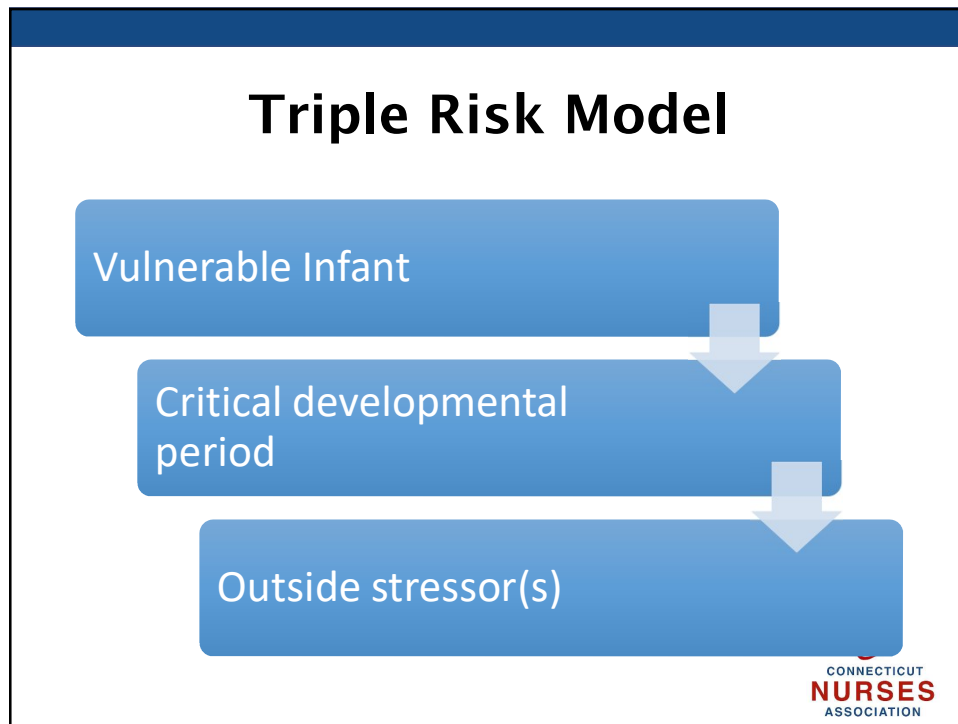 Triple Risk Model
Vulnerable Infant
Critical developmental
period
Outside stressor(s)
CONNECTICUT
NURSES
ASSOCIATION